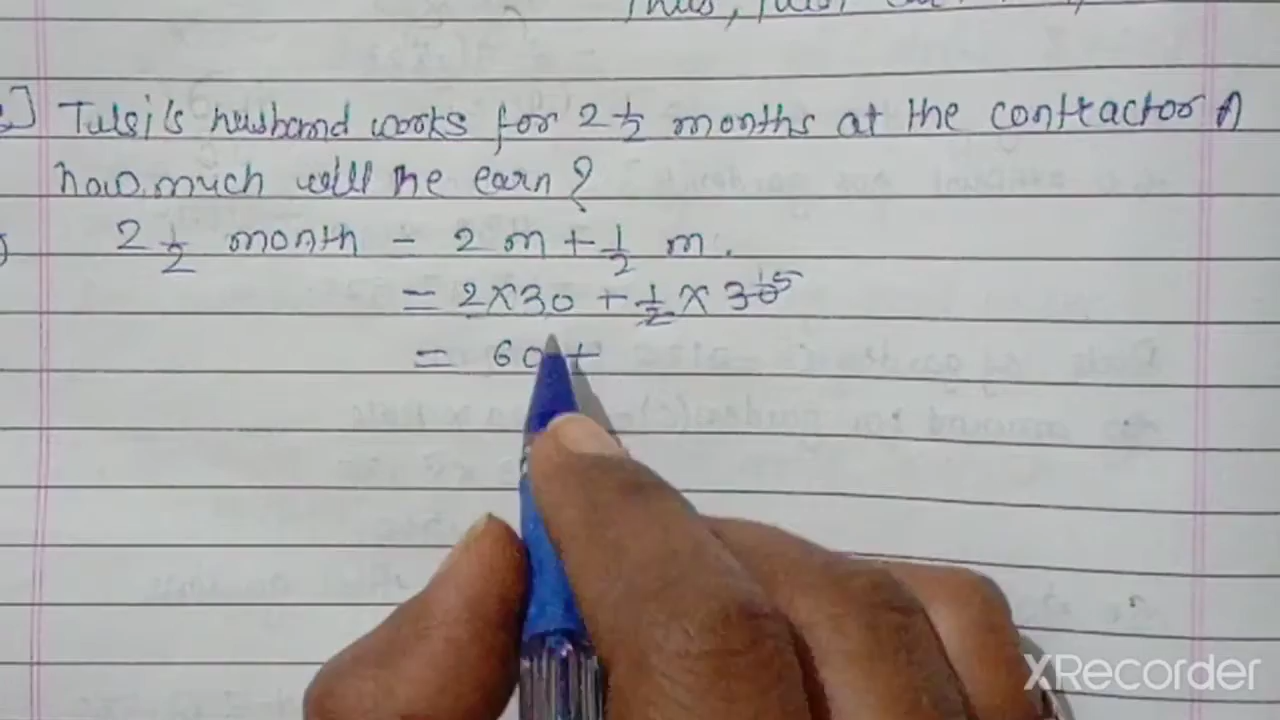 Thus,
Tulsi's husband works for 2 1/2 months at the contractor
how much will he earn?
2 1/2 month - 2 m + 1/2 m.
= 2 x 30 + 1/2 x 30 15
= 60 +
XRecorder